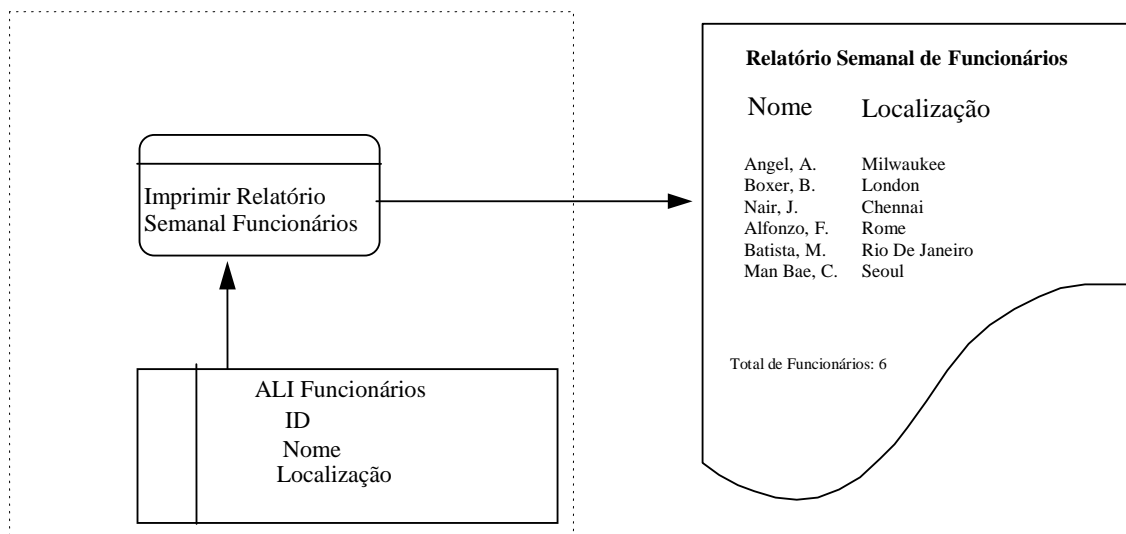 Imprimir Relatório
Semanal Funcionários
ALI Funcionários
ID
Nome
Localização
Relatório Semanal de Funcionários
Nome Localização
Angel, A. Milwaukee
Boxer, B. London
Nair, J. Chennai
Alfonzo, F. Rome
Batista, M. Rio De Janeiro
Man Bae, C. Seoul
Total de Funcionários: 6